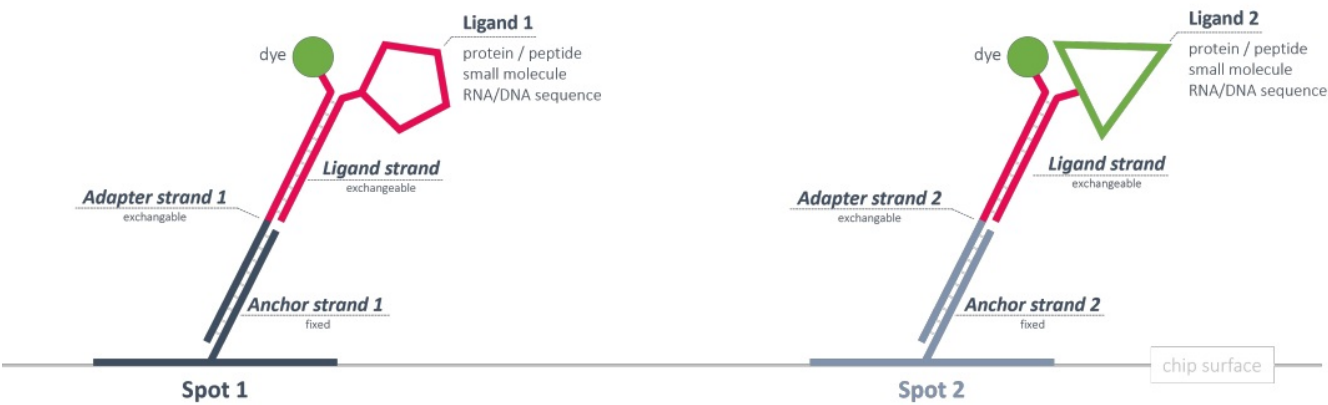 Ligand 1
dye
protein / peptide
small molecule
RNA/DNA sequence
Ligand strand
exchangeable
Adapter strand 1
exchangable
Anchor strand 1
fixed
Spot 1
Ligand 2
dye
protein / peptide
small molecule
RNA/DNA sequence
Ligand strand
exchangeable
Adapter strand 2
exchangable
Anchor strand 2
fixed
Spot 2
chip surface